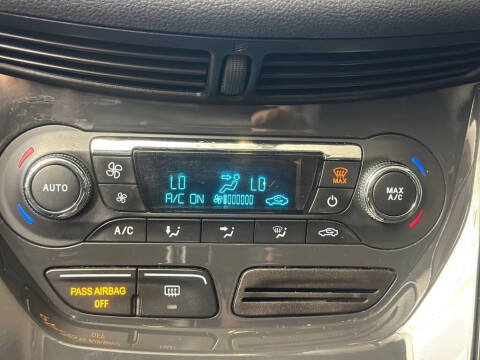 LO LO
A/C ON
AUTO
MAX
MAX
A/C
A/C
PASS AIRBAG
OFF